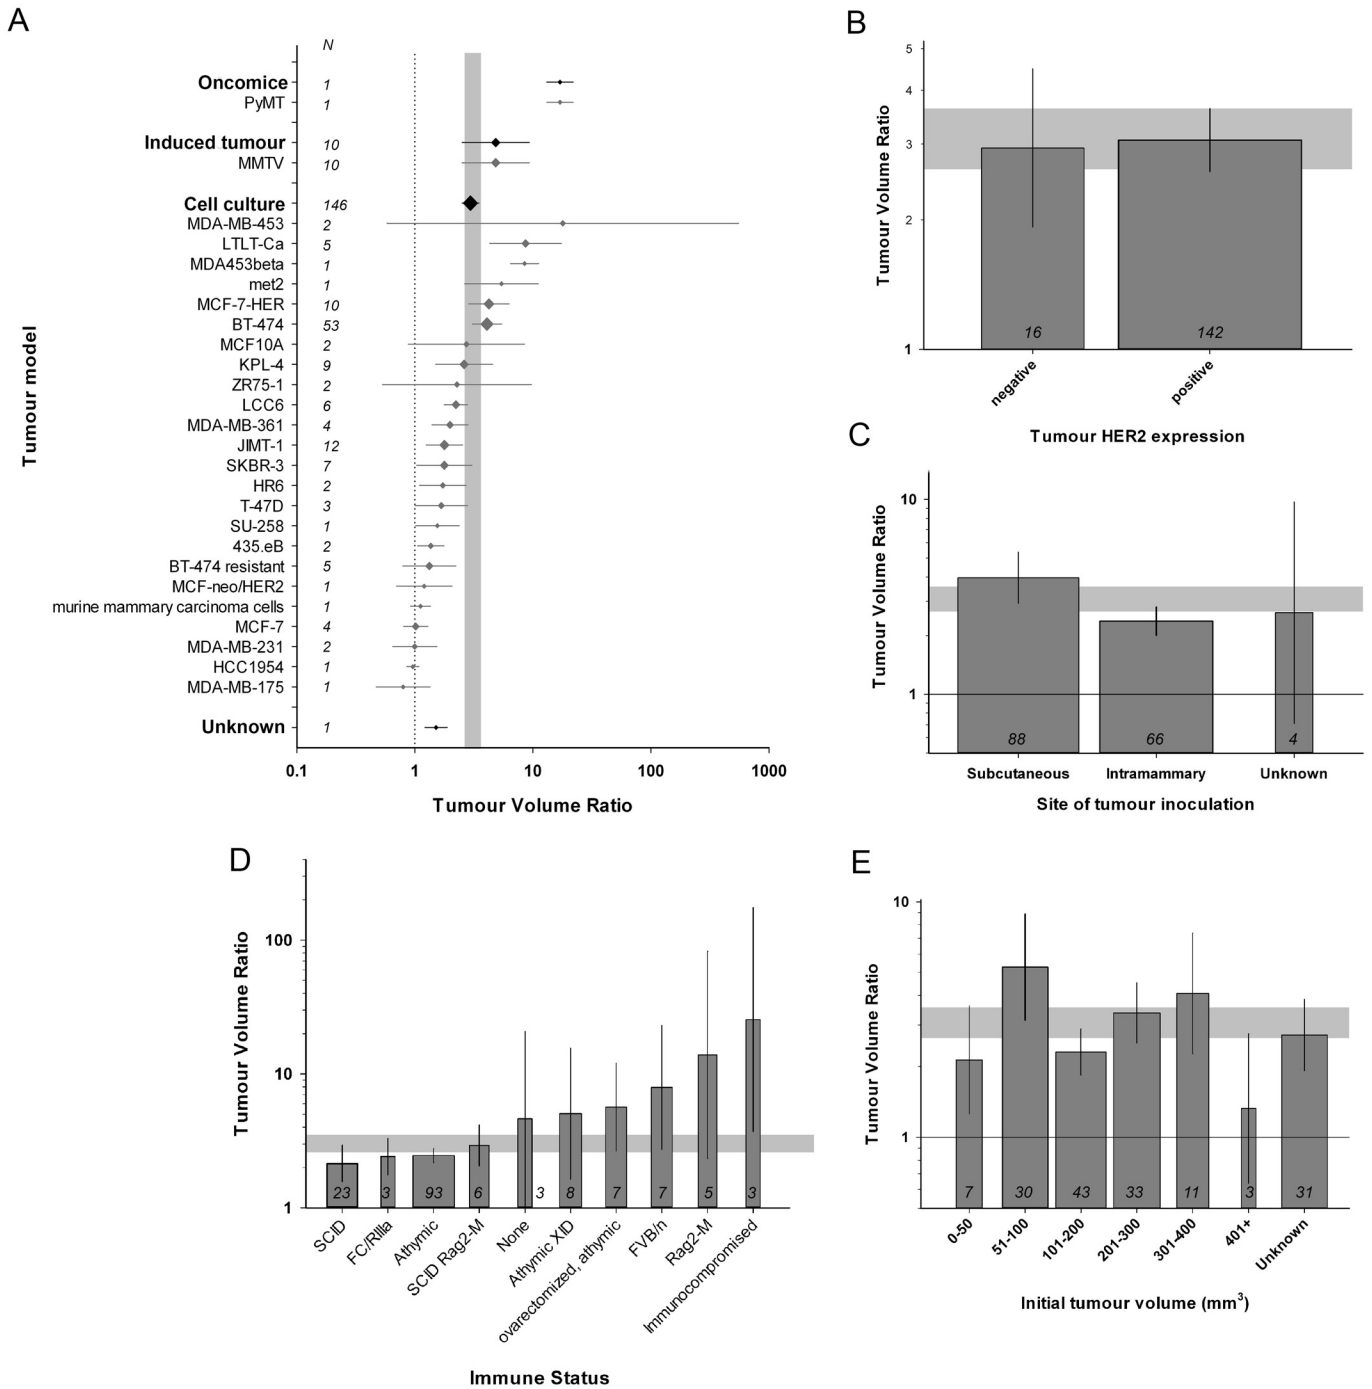 A
N
Oncomice 1
PyMT 1
Induced tumour 10
MMTV 10
Cell culture 146
MDA-MB-453 2
LTLT-Ca 5
MDA453beta 1
met2 1
MCF-7-HER 10
BT-474 53
MCF10A 2
KPL-4 9
ZR75-1 2
LCC6 6
MDA-MB-361 4
JIMT-1 12
SKBR-3 7
HR6 2
T-47D 3
SU-258 1
435.eB 2
BT-474 resistant 5
MCF-neo/HER2 1
murine mammary carcinoma cells 1
MCF-7 4
MDA-MB-231 2
HCC1954 1
MDA-MB-175 1
Unknown 1
Tumour model
0.1 1 10 100 1000
Tumour Volume Ratio
B
5
4
3
2
1
Tumour Volume Ratio
16 142
negative positive
Tumour HER2 expression
C
10
1
Tumour Volume Ratio
88 66 4
Subcutaneous Intramammary Unknown
Site of tumour inoculation
D
100
10
1
Tumour Volume Ratio
23 3 93 6 3 8 7 7 5 3
SCID
FC/RIIIa
Athymic
SCID Rag2-M
None
Athymic XID
ovarectomized, athymic
FVB/n
Rag2-M
Immunocompromised
Immune Status
E
10
1
Tumour Volume Ratio
7 30 43 33 11 3 31
0-50
51-100
101-200
201-300
301-400
401+
Unknown
Initial tumour volume (mm³)